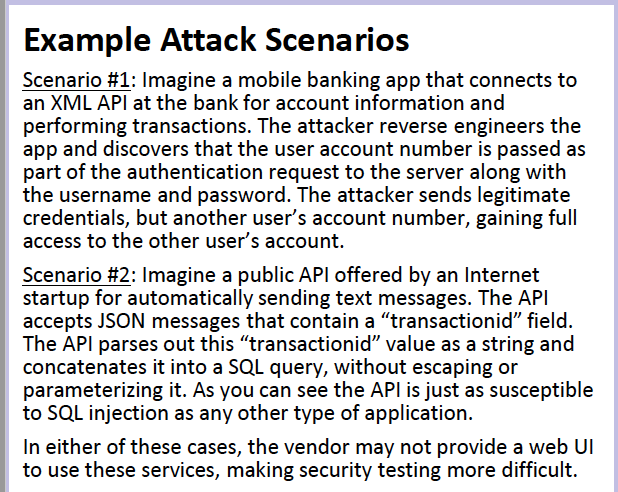 Example Attack Scenarios
Scenario #1: Imagine a mobile banking app that connects to
an XML API at the bank for account information and
performing transactions. The attacker reverse engineers the
app and discovers that the user account number is passed as
part of the authentication request to the server along with
the username and password. The attacker sends legitimate
credentials, but another user’s account number, gaining full
access to the other user’s account.
Scenario #2: Imagine a public API offered by an Internet
startup for automatically sending text messages. The API
accepts JSON messages that contain a “transactionid” field.
The API parses out this “transactionid” value as a string and
concatenates it into a SQL query, without escaping or
parameterizing it. As you can see the API is just as susceptible
to SQL injection as any other type of application.
In either of these cases, the vendor may not provide a web UI
to use these services, making security testing more difficult.